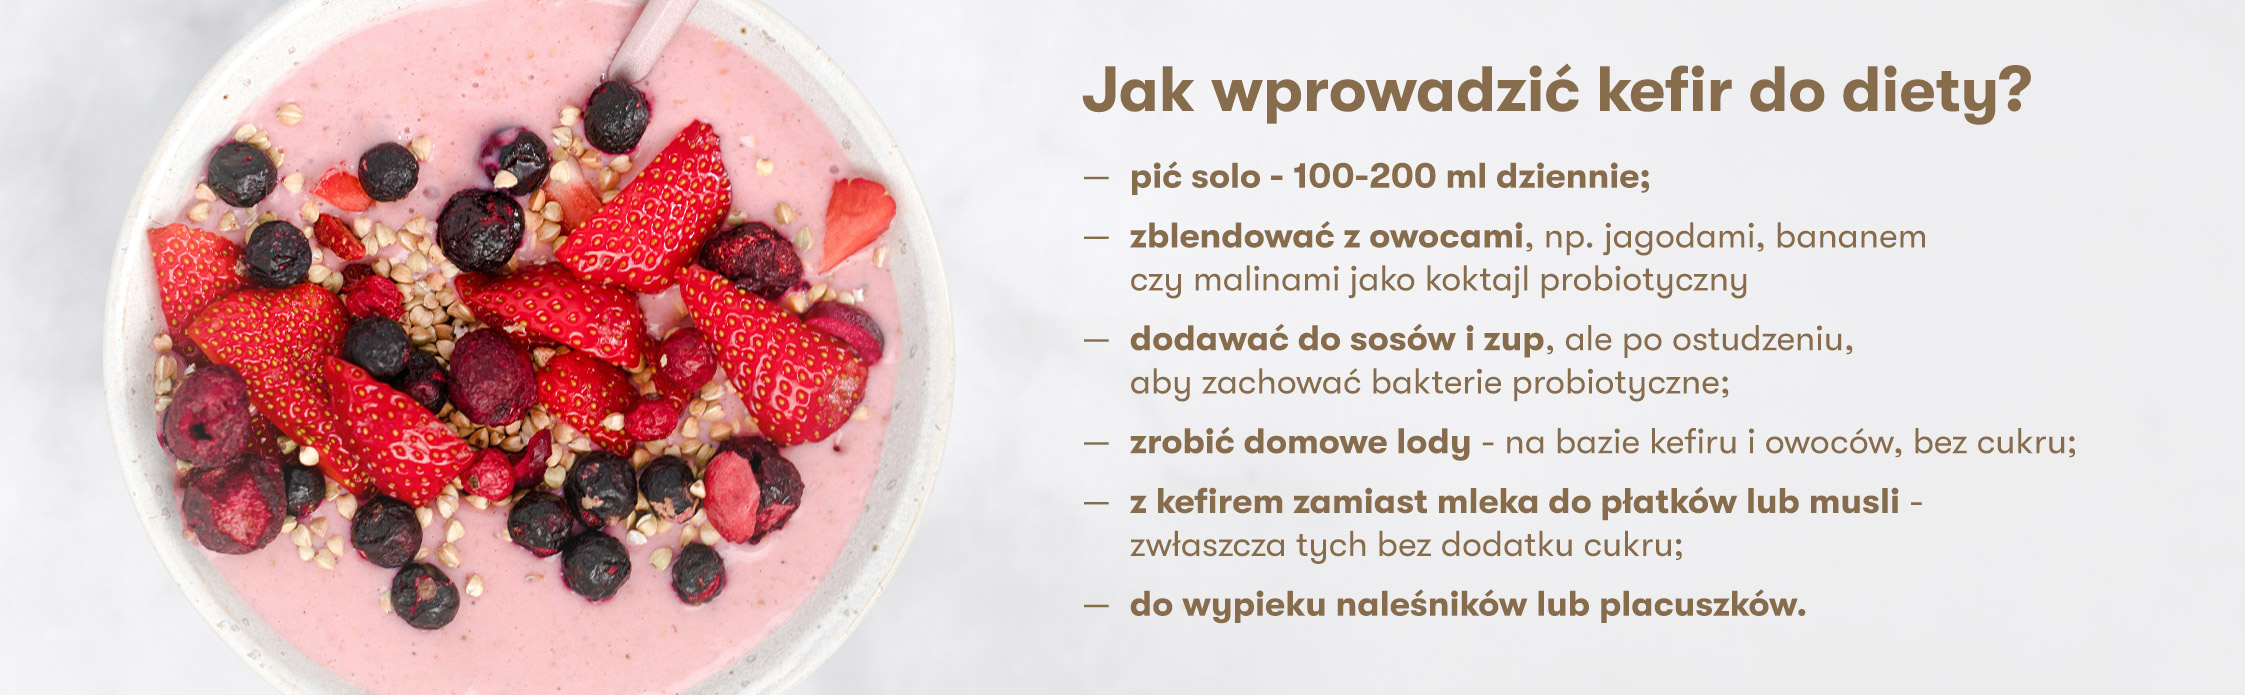 Jak wprowadzić kefir do diety?
— pić solo - 100-200 ml dziennie;
— zblendować z owocami, np. jagodami, bananem
czy malinami jako koktajl probiotyczny
— dodawać do sosów i zup, ale po ostudzeniu,
aby zachować bakterie probiotyczne;
— zrobić domowe lody - na bazie kefiru i owoców, bez cukru;
— z kefirem zamiast mleka do płatków lub musli -
zwłaszcza tych bez dodatku cukru;
— do wypieku naleśników lub placuszków.